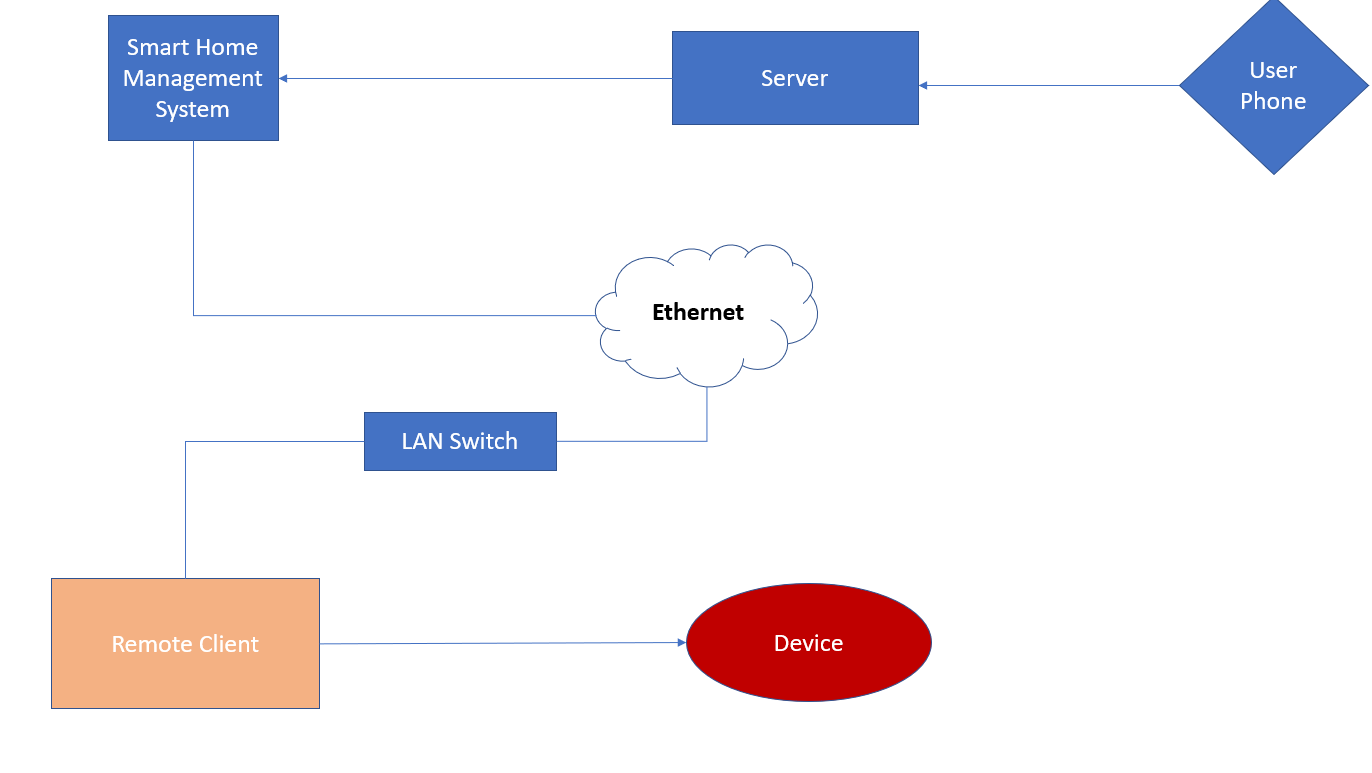 Smart Home
Management
System
Server
User
Phone
Ethernet
LAN Switch
Remote Client
Device